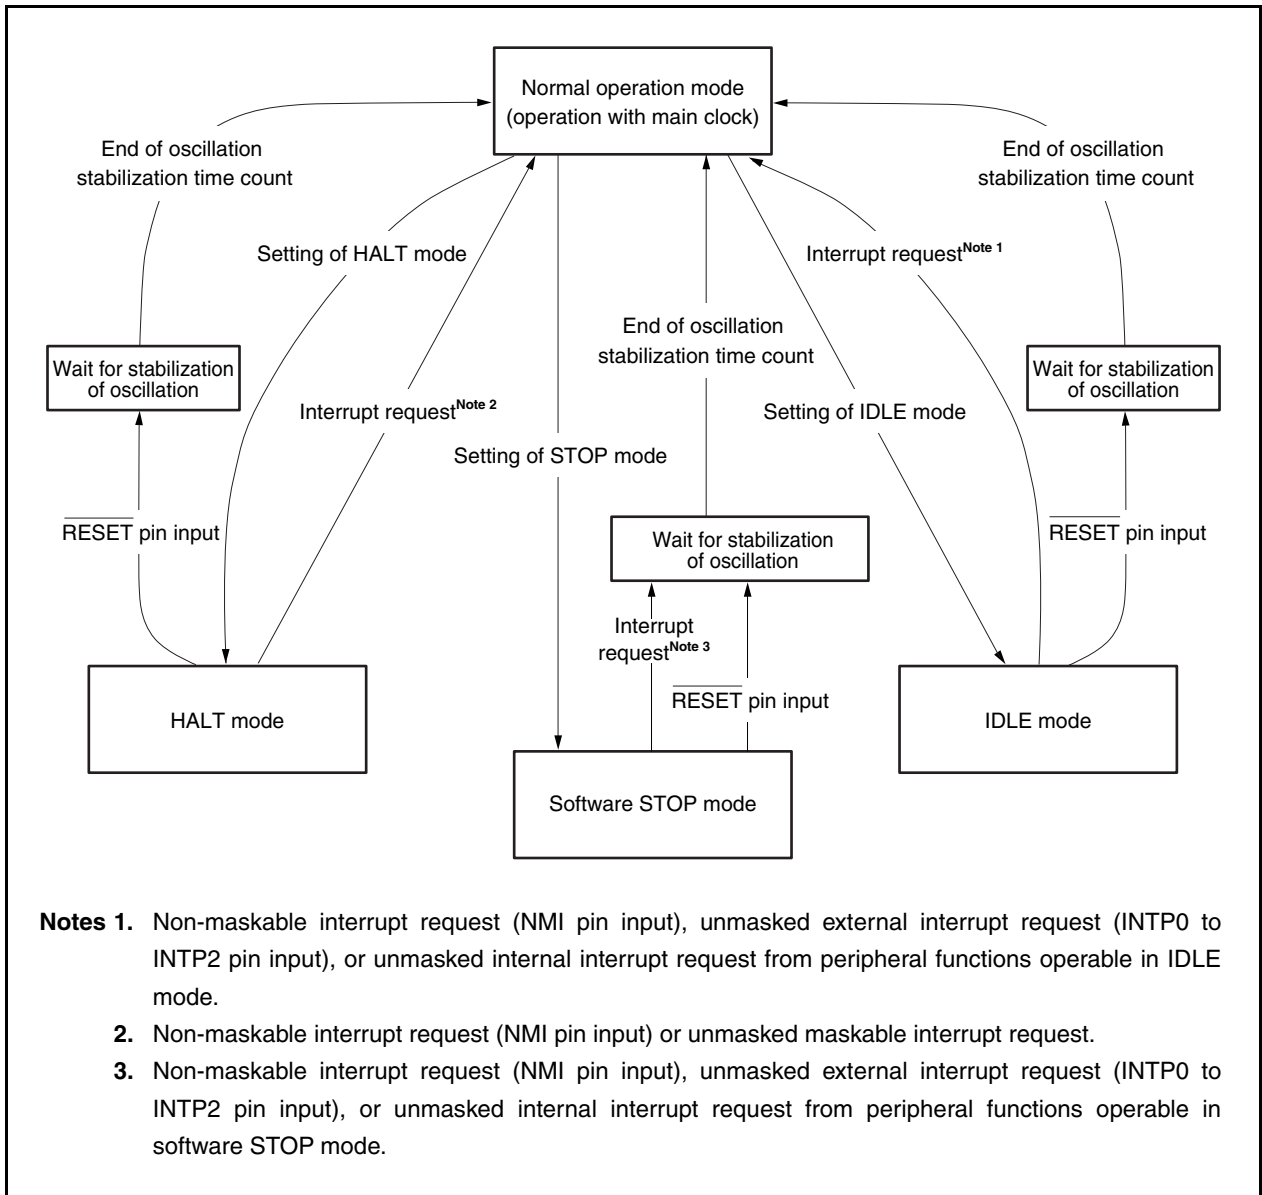 Normal operation mode
(operation with main clock)
End of oscillation
stabilization time count
End of oscillation
stabilization time count
Setting of HALT mode
Interrupt requestNote 1
End of oscillation
stabilization time count
Wait for stabilization
of oscillation
Wait for stabilization
of oscillation
Interrupt requestNote 2
Setting of IDLE mode
Setting of STOP mode
RESET pin input
Wait for stabilization
of oscillation
RESET pin input
Interrupt
requestNote 3
RESET pin input
HALT mode
IDLE mode
Software STOP mode
Notes 1. Non-maskable interrupt request (NMI pin input), unmasked external interrupt request (INTP0 to
INTP2 pin input), or unmasked internal interrupt request from peripheral functions operable in IDLE
mode.
2. Non-maskable interrupt request (NMI pin input) or unmasked maskable interrupt request.
3. Non-maskable interrupt request (NMI pin input), unmasked external interrupt request (INTP0 to
INTP2 pin input), or unmasked internal interrupt request from peripheral functions operable in
software STOP mode.